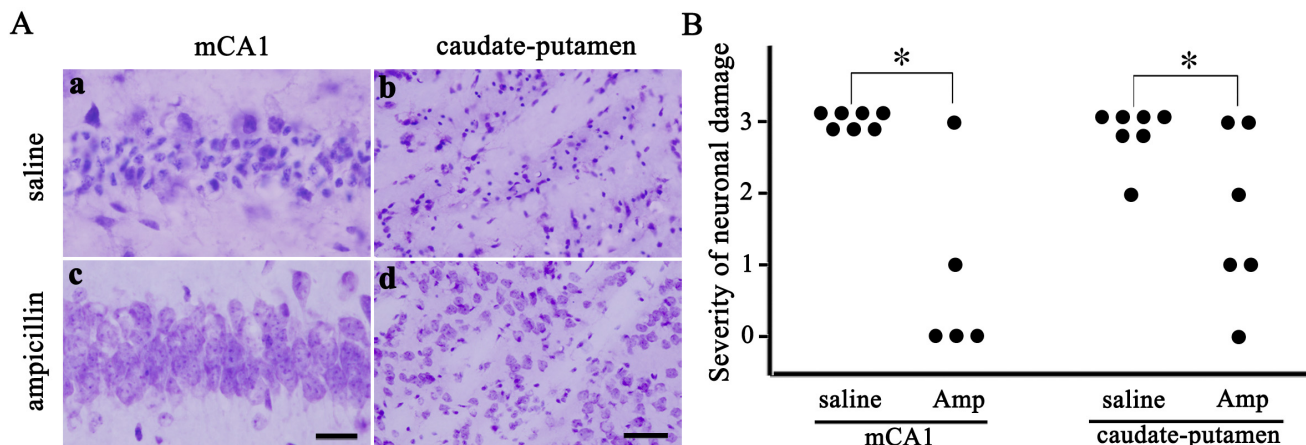 A
mCA1
caudate-putamen
saline
a
b
ampicillin
c
d
B
Severity of neuronal damage
3
2
1
0
*
*
saline
Amp
saline
Amp
mCA1
caudate-putamen